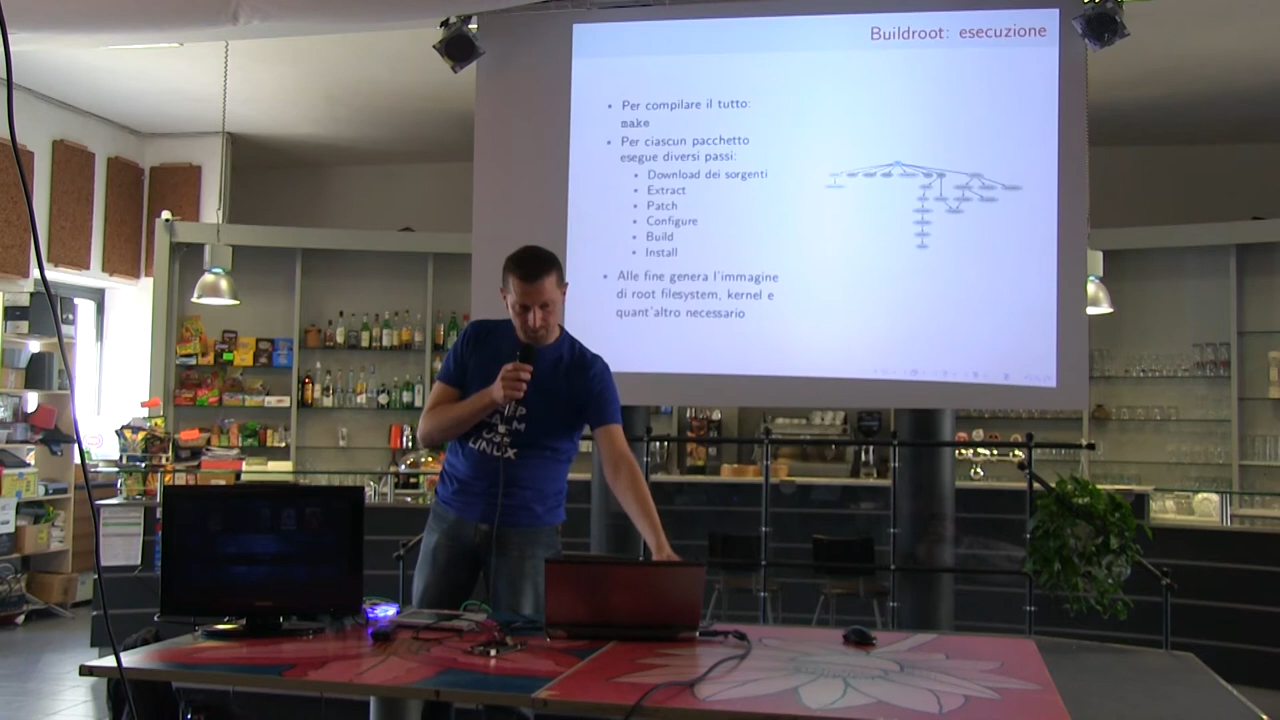 Buildroot: esecuzione
Per compilare il tutto:
make
Per ciascun pacchetto
esegue diversi passi:
Download dei sorgenti
Extract
Patch
Configure
Build
Install
Alle fine genera l'immagine
di root filesystem, kernel e
quant'altro necessario
LINUX